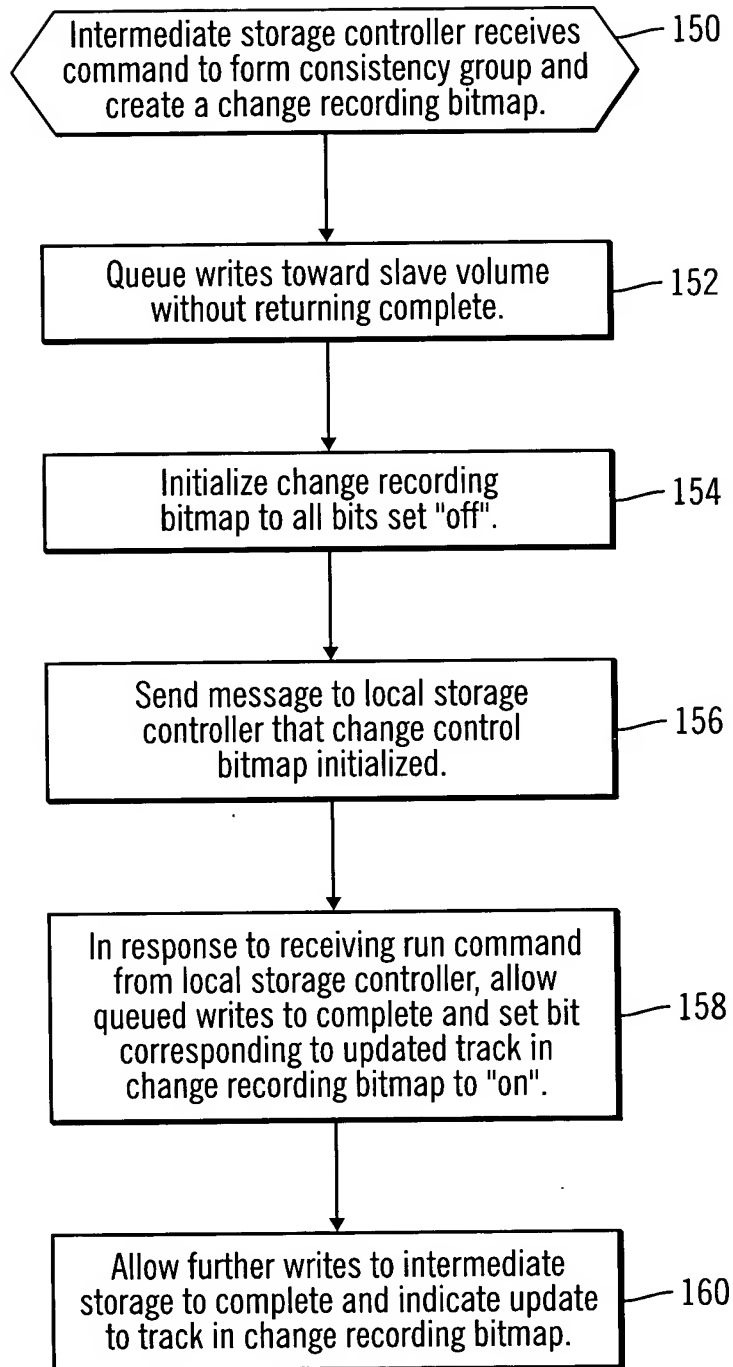 Intermediate storage controller receives
command to form consistency group and
create a change recording bitmap.
150
Queue writes toward slave volume
without returning complete.
152
Initialize change recording
bitmap to all bits set "off".
154
Send message to local storage
controller that change control
bitmap initialized.
156
In response to receiving run command
from local storage controller, allow
queued writes to complete and set bit
corresponding to updated track in
change recording bitmap to "on".
158
Allow further writes to intermediate
storage to complete and indicate update
to track in change recording bitmap.
160